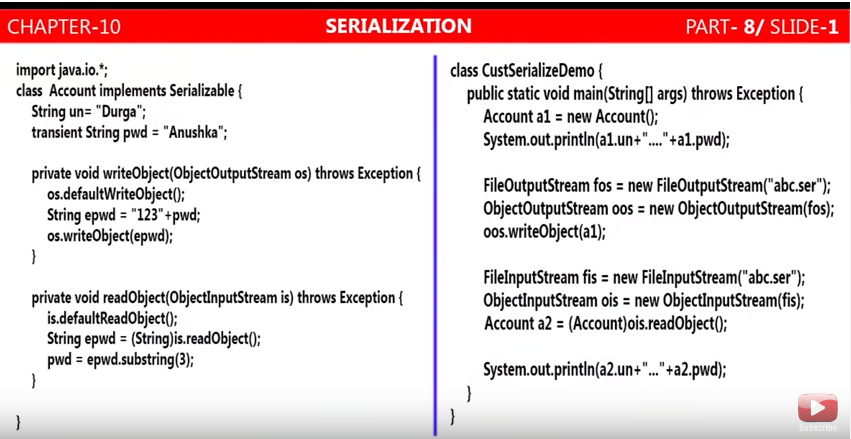 CHAPTER-10
SERIALIZATION
PART- 8/ SLIDE-1
import java.io.*;
class  Account implements Serializable {
String un= "Durga";
transient String pwd = "Anushka";
private void writeObject(ObjectOutputStream os) throws Exception {
os.defaultWriteObject();
String epwd = "123"+pwd;
os.writeObject(epwd);
}
private void readObject(ObjectInputStream is) throws Exception {
is.defaultReadObject();
String epwd = (String)is.readObject();
pwd = epwd.substring(3);
}
}
class CustSerializeDemo {
public static void main(String[] args) throws Exception {
Account a1 = new Account();
System.out.println(a1.un+"...."+a1.pwd);
FileOutputStream fos = new FileOutputStream("abc.ser");
ObjectOutputStream oos = new ObjectOutputStream(fos);
oos.writeObject(a1);
FileInputStream fis = new FileInputStream("abc.ser");
ObjectInputStream ois = new ObjectInputStream(fis);
Account a2 = (Account)ois.readObject();
System.out.println(a2.un+"..."+a2.pwd);
}
}
Subscribe